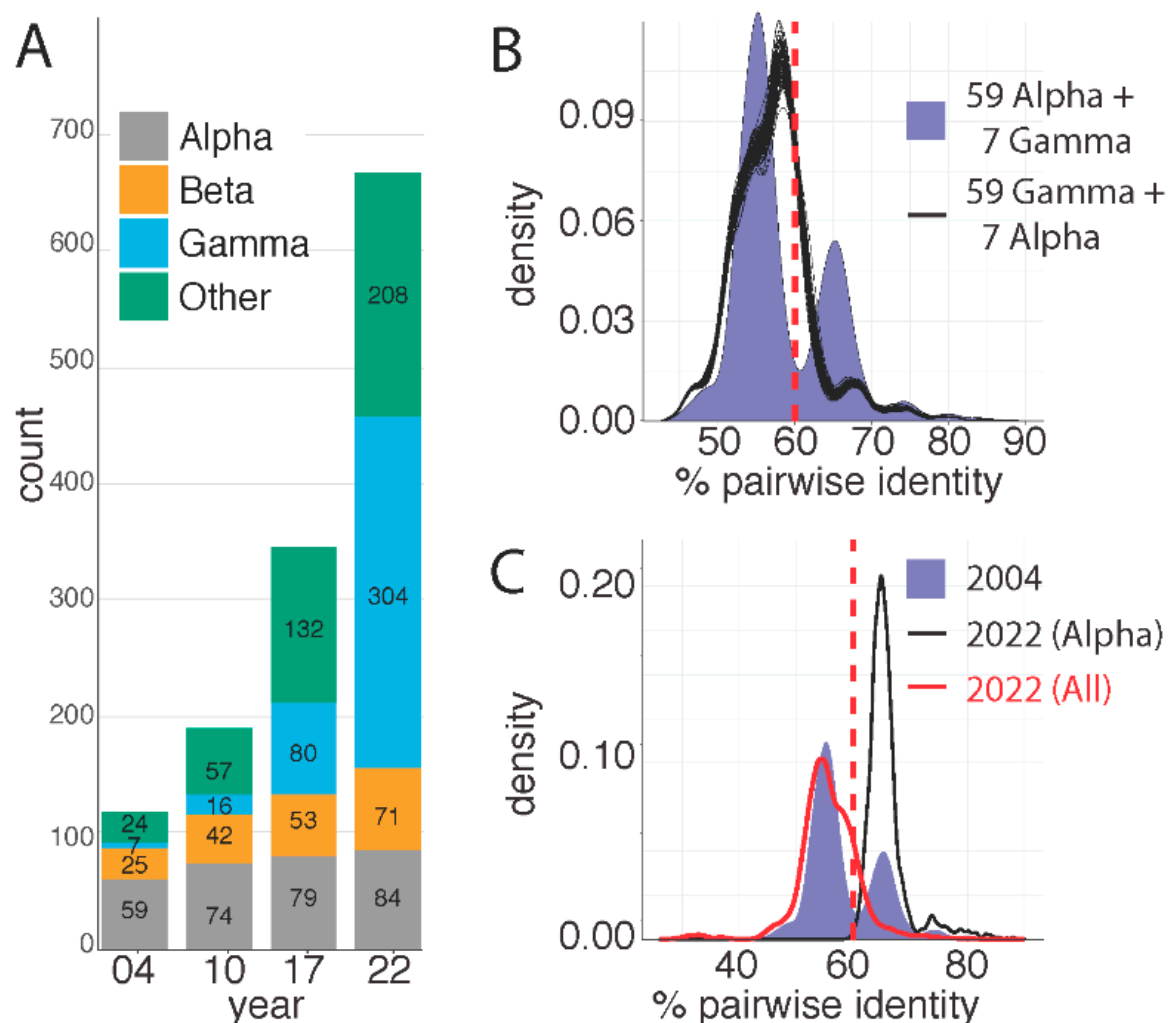 A
Alpha
Beta
Gamma
Other
700
600
500
400
300
200
100
0
count
24
7
25
59
57
16
42
74
132
80
53
79
208
304
71
84
04 10 17 22
year
B
59 Alpha +
7 Gamma
59 Gamma +
7 Alpha
0.09
0.06
0.03
0.00
density
50 60 70 80 90
% pairwise identity
C
2004
2022 (Alpha)
2022 (All)
0.20
0.10
0.00
density
40 60 80
% pairwise identity